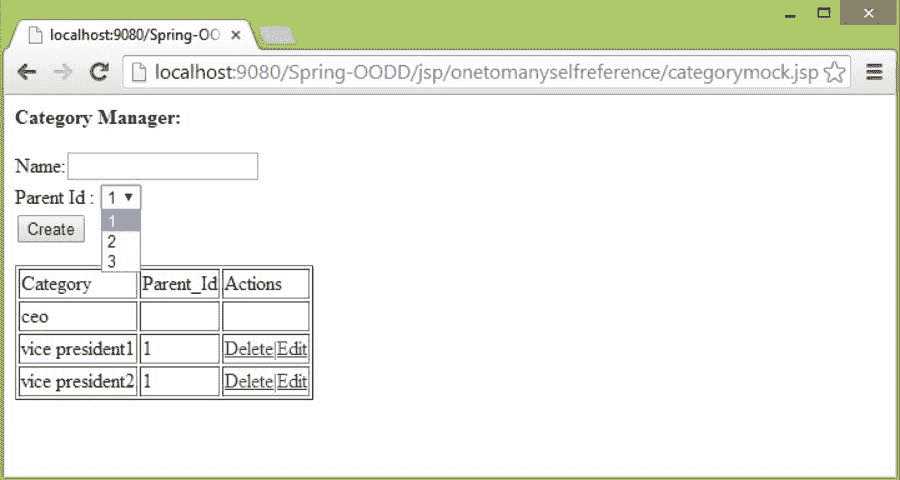 localhost:9080/Spring-OO
localhost:9080/Spring-OODD/jsp/onetomanyselfreference/categorymock.jsp
Category Manager:
Name:
Parent Id : 1
1
Create
2
3
Category Parent_Id Actions
ceo
vice president1 1 Delete|Edit
vice president2 1 Delete|Edit